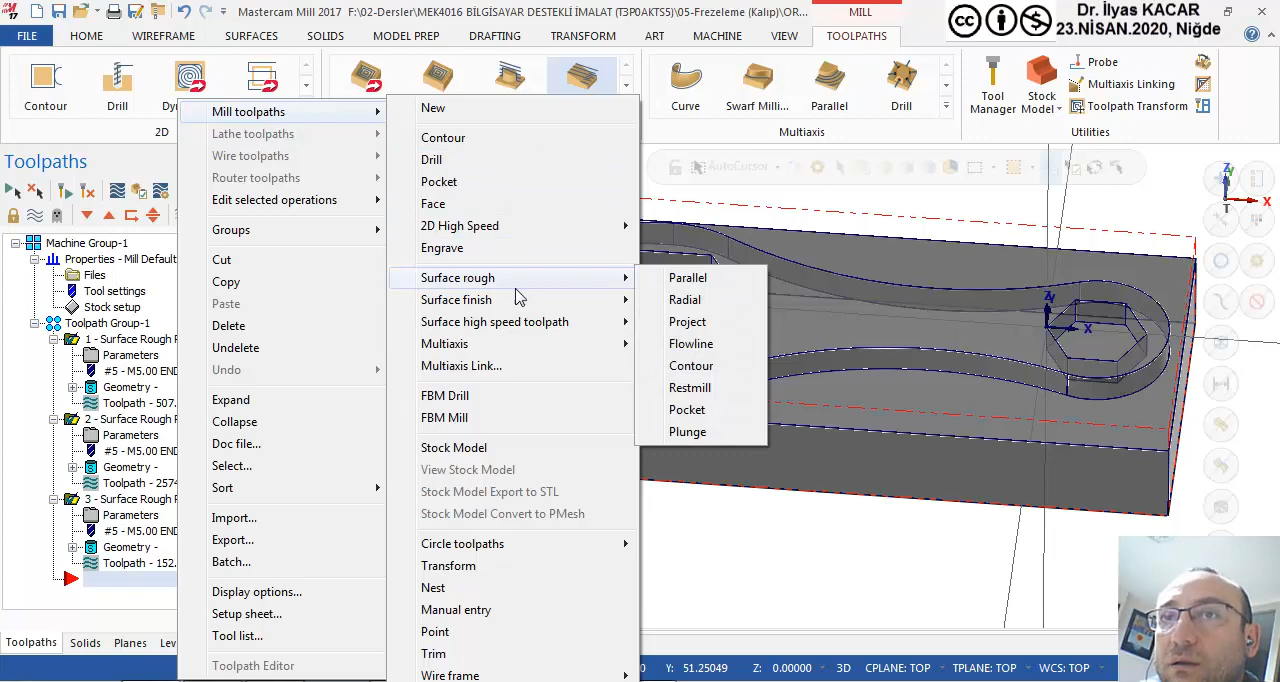 17
Mastercam Mill 2017 F:\02-Dersler\MEK4016 BİLGİSAYAR DESTEKLİ İMALAT (T3P0AKTS5)\05-Frezeleme (Kalıp)\OR...
MILL
cc
Dr. İlyas KACAR
23.NİSAN.2020, Niğde
FILE
HOME
WIREFRAME
SURFACES
SOLIDS
MODEL PREP
DRAFTING
TRANSFORM
ART
MACHINE
VIEW
TOOLPATHS
Contour
Drill
Dy
2D
Curve
Swarf Milli...
Parallel
Drill
Multiaxis
Tool Manager
Stock Model
Probe
Multiaxis Linking
Toolpath Transform
Utilities
Toolpaths
AutoCursor
Machine Group-1
Properties - Mill Default
Files
Tool settings
Stock setup
Toolpath Group-1
1 - Surface Rough P
Parameters
#5 - M5.00 END
Geometry -
Toolpath - 507.
2 - Surface Rough P
Parameters
#5 - M5.00 END
Geometry -
Toolpath - 2574
3 - Surface Rough P
Parameters
#5 - M5.00 END
Geometry -
Toolpath - 152.
Toolpaths
Solids
Planes
Lev
Mill toolpaths
Lathe toolpaths
Wire toolpaths
Router toolpaths
Edit selected operations
Groups
Cut
Copy
Paste
Delete
Undelete
Undo
Expand
Collapse
Doc file...
Select...
Sort
Import...
Export...
Batch...
Display options...
Setup sheet...
Tool list...
Toolpath Editor
New
Contour
Drill
Pocket
Face
2D High Speed
Engrave
Surface rough
Surface finish
Surface high speed toolpath
Multiaxis
Multiaxis Link...
FBM Drill
FBM Mill
Stock Model
View Stock Model
Stock Model Export to STL
Stock Model Convert to PMesh
Circle toolpaths
Transform
Nest
Manual entry
Point
Trim
Wire frame
Parallel
Radial
Project
Flowline
Contour
Restmill
Pocket
Plunge
Z
Y
X
T
Y
X
0 Y: 51.25049 Z: 0.00000 3D CPLANE: TOP TPLANE: TOP WCS: TOP